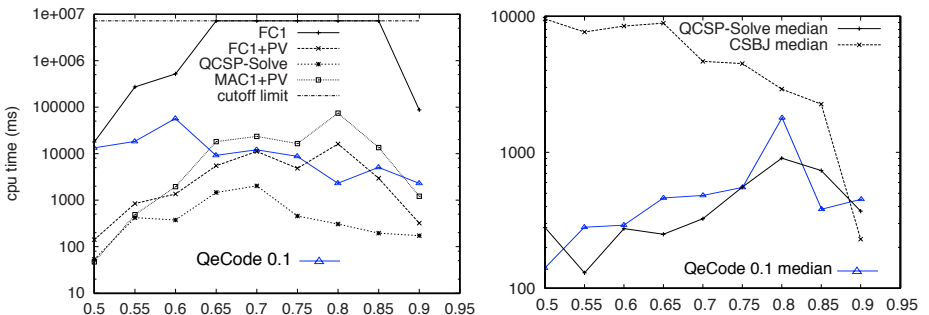 1e+007
1e+006
100000
10000
1000
100
10
cpu time (ms)
FC1
FC1+PV
QCSP-Solve
MAC1+PV
cutoff limit
QeCode 0.1
0.5 0.55 0.6 0.65 0.7 0.75 0.8 0.85 0.9 0.95
10000
1000
100
QCSP-Solve median
CSBJ median
QeCode 0.1 median
0.5 0.55 0.6 0.65 0.7 0.75 0.8 0.85 0.9 0.95